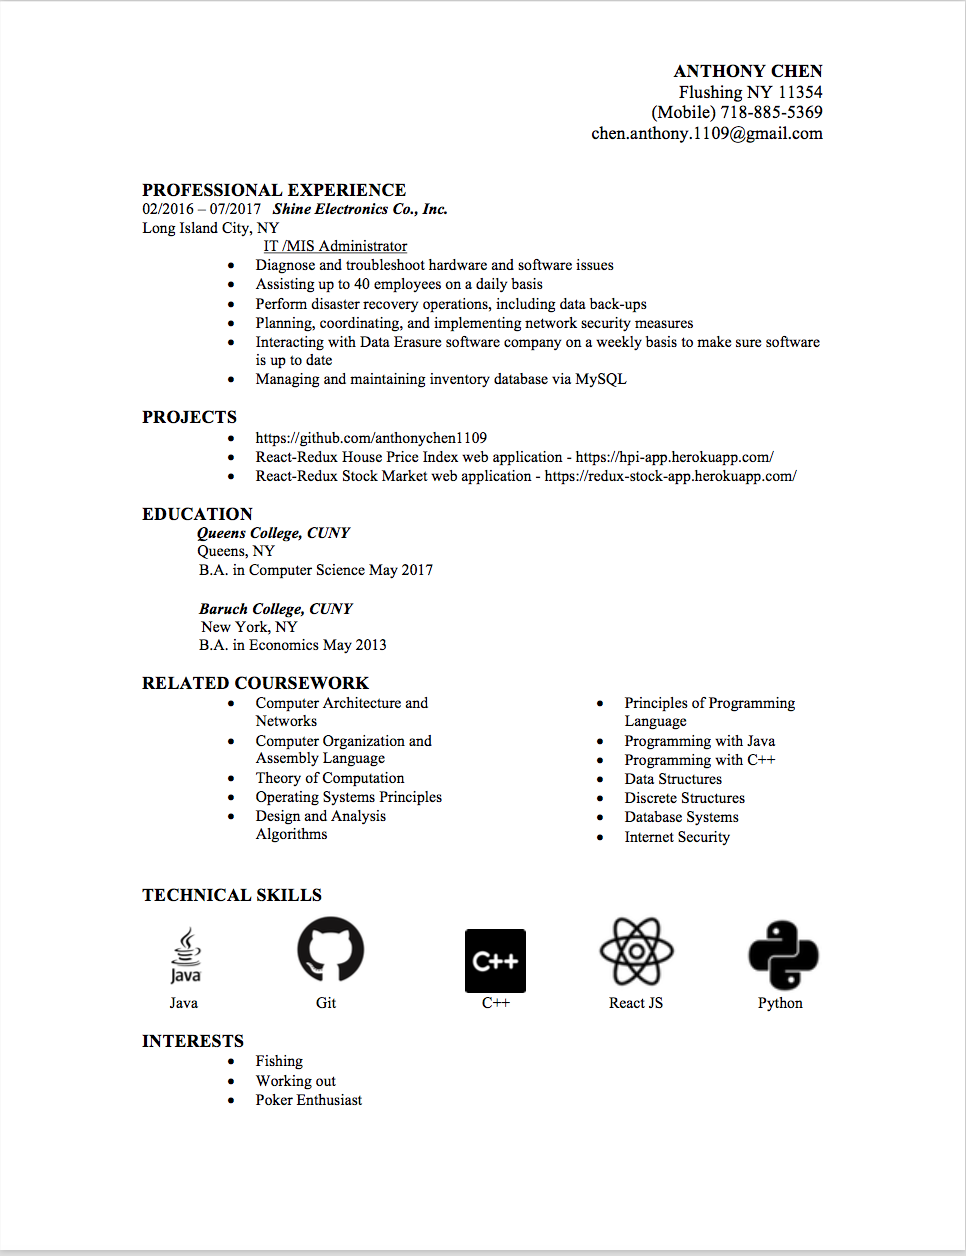 ANTHONY CHEN
Flushing NY 11354
(Mobile) 718-885-5369
chen.anthony.1109@gmail.com
PROFESSIONAL EXPERIENCE
02/2016 – 07/2017 Shine Electronics Co., Inc.
Long Island City, NY
IT /MIS Administrator
• Diagnose and troubleshoot hardware and software issues
• Assisting up to 40 employees on a daily basis
• Perform disaster recovery operations, including data back-ups
• Planning, coordinating, and implementing network security measures
• Interacting with Data Erasure software company on a weekly basis to make sure software
is up to date
• Managing and maintaining inventory database via MySQL
PROJECTS
• https://github.com/anthonychen1109
• React-Redux House Price Index web application - https://hpi-app.herokuapp.com/
• React-Redux Stock Market web application - https://redux-stock-app.herokuapp.com/
EDUCATION
Queens College, CUNY
Queens, NY
B.A. in Computer Science May 2017
Baruch College, CUNY
New York, NY
B.A. in Economics May 2013
RELATED COURSEWORK
• Computer Architecture and
Networks
• Computer Organization and
Assembly Language
• Theory of Computation
• Operating Systems Principles
• Design and Analysis
Algorithms
• Principles of Programming
Language
• Programming with Java
• Programming with C++
• Data Structures
• Discrete Structures
• Database Systems
• Internet Security
TECHNICAL SKILLS
Java
C++
Java
Git
C++
React JS
Python
INTERESTS
• Fishing
• Working out
• Poker Enthusiast